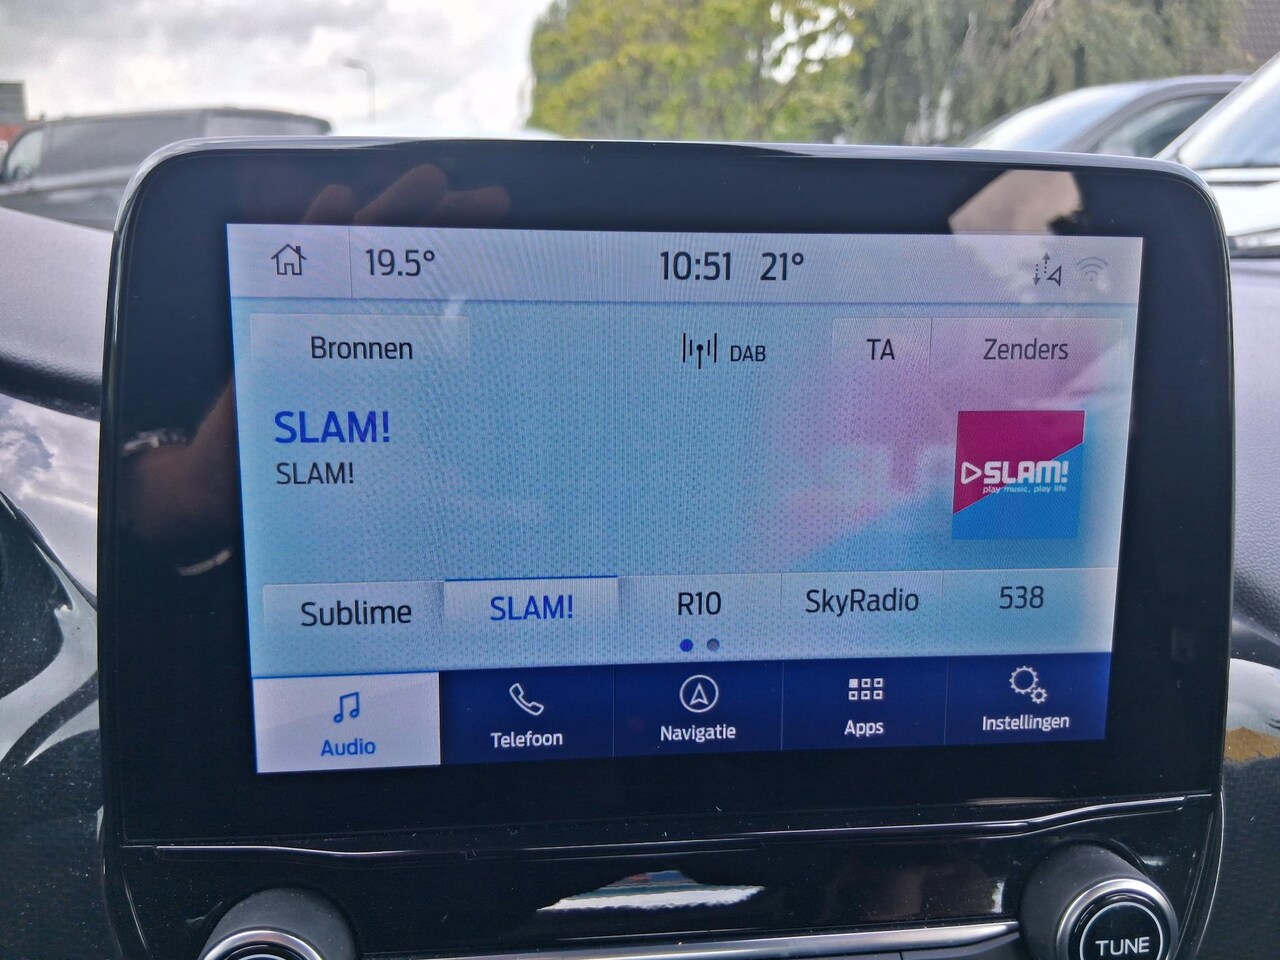 19.5°
10:51 21°
Bronnen
DAB
TA
Zenders
SLAM!
SLAM!
SLAM!
play music, play life
Sublime
SLAM!
R10
SkyRadio
538
Audio
Telefoon
Navigatie
Apps
Instellingen
TUNE